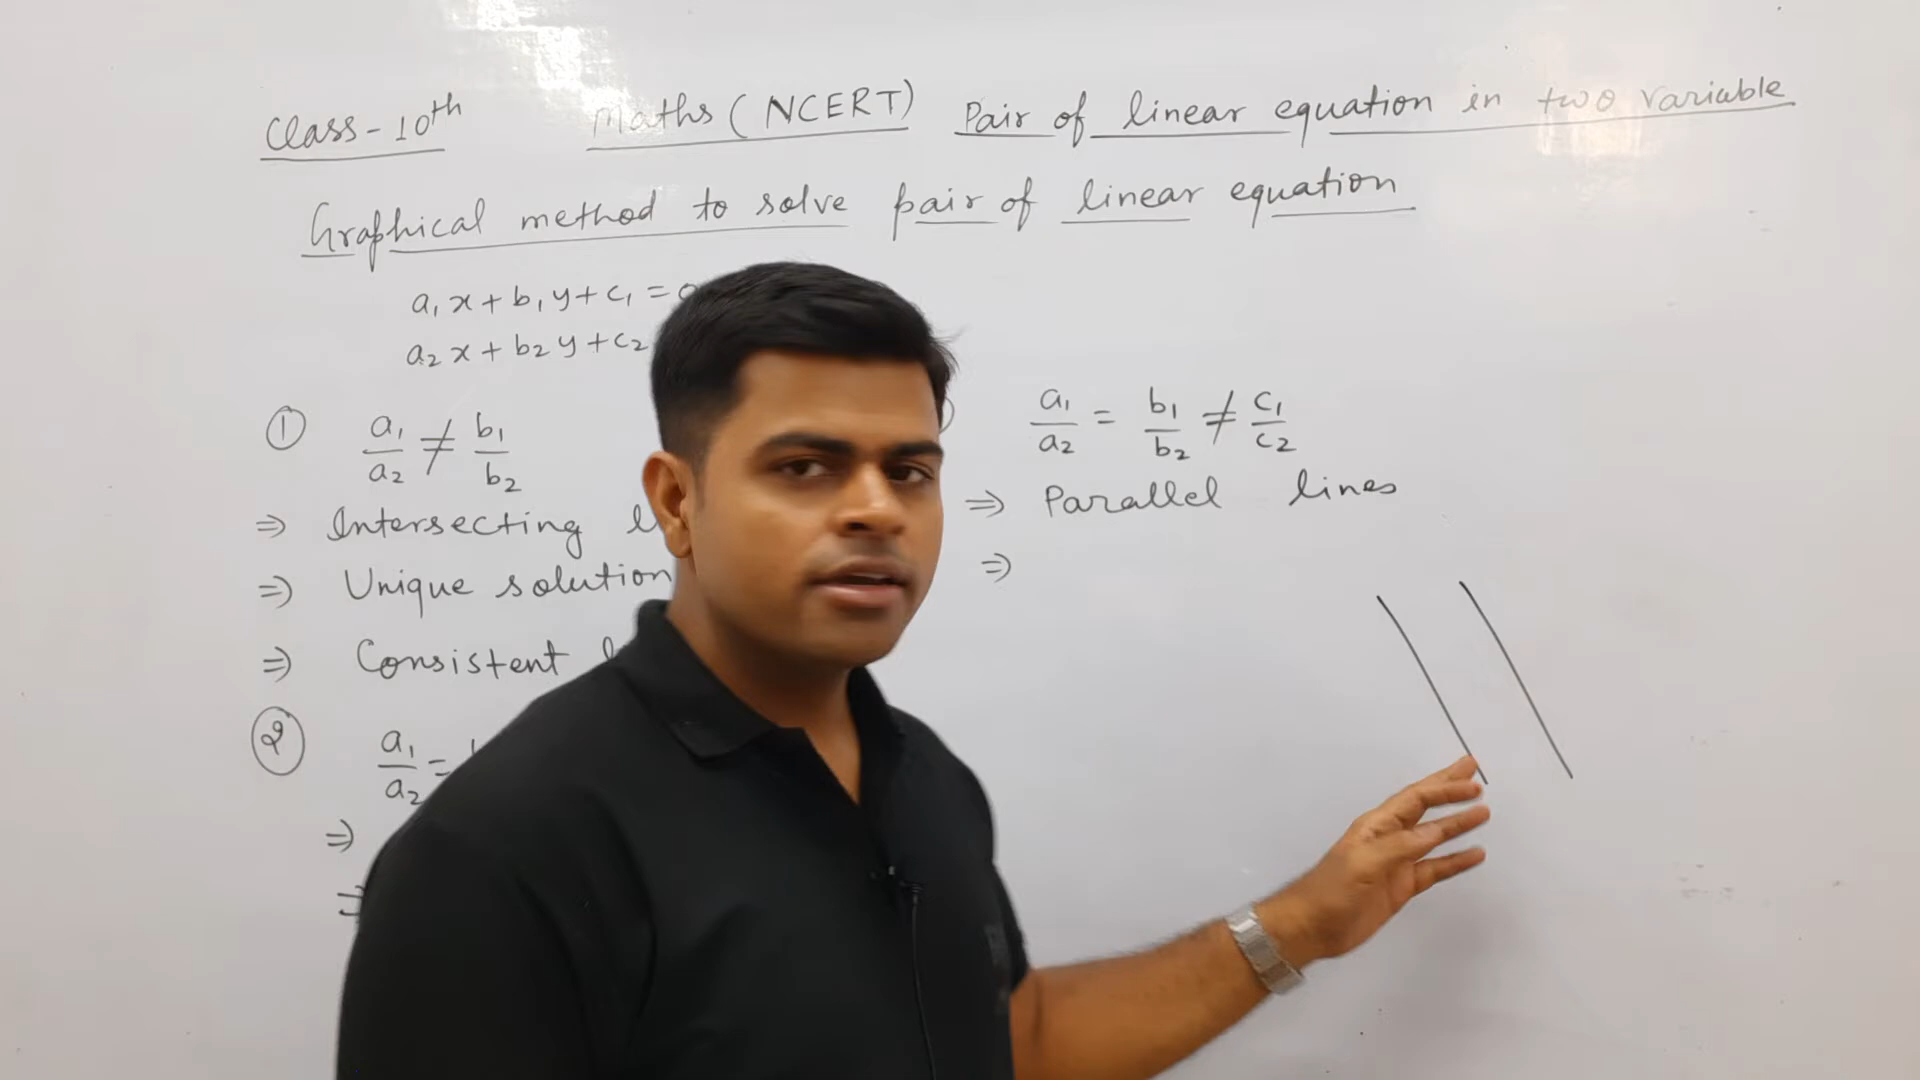 Class-10th Maths (NCERT) Pair of linear equation in two variable
Graphical method to solve pair of linear equation
a₁x + b₁y + c₁ = 0
a₂x + b₂y + c₂
① a₁/a₂ ≠ b₁/b₂
⇒ Intersecting
⇒ Unique solution
⇒ Consistent
② a₁/a₂ =
⇒
⇒
a₁/a₂ = b₁/b₂ ≠ c₁/c₂
⇒ Parallel lines
⇒